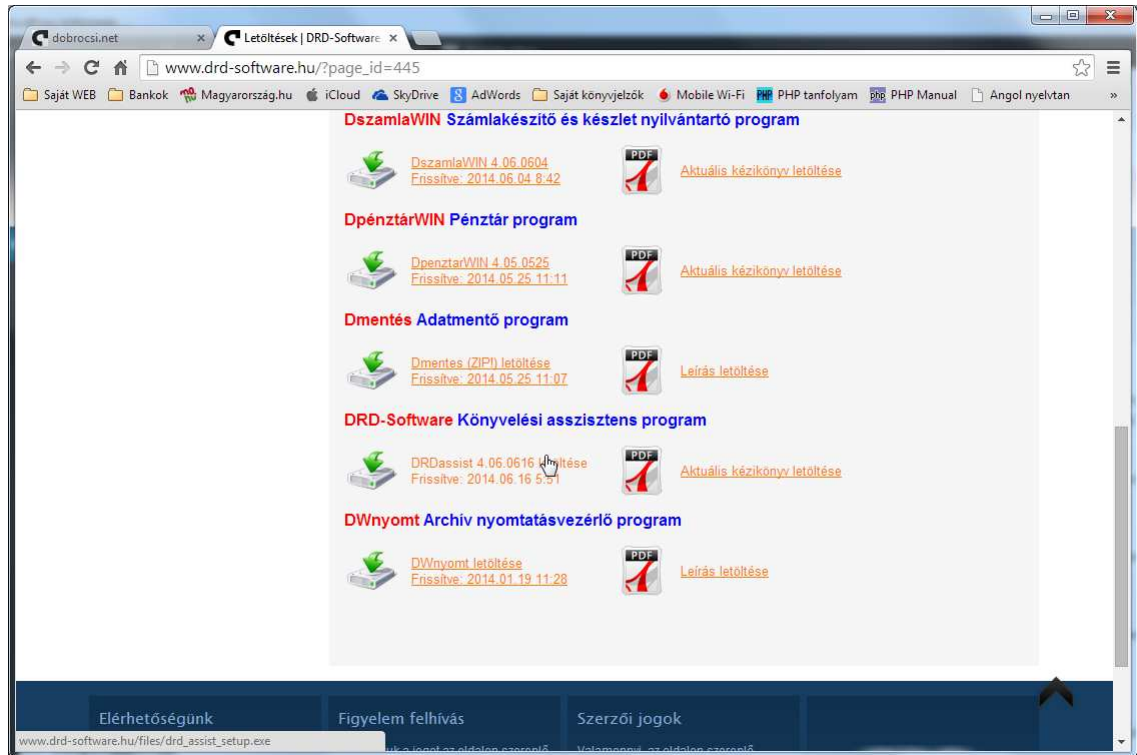 dobrocsi.net
Letöltések | DRD-Software
www.drd-software.hu/?page_id=445
Saját WEB Bankok Magyarország.hu iCloud SkyDrive AdWords Saját könyvjelzők Mobile Wi-Fi PHP tanfolyam PHP Manual Angol nyelvtan »
DszamlaWIN Számlakészítő és készlet nyilvántartó program
DszamlaWIN 4.06.0604
Frissítve: 2014.06.04 8:42
PDF
Aktuális kézikönyv letöltése
DpénztárWIN Pénztár program
DpenztarWIN 4.05.0525
Frissítve: 2014.05.25 11:11
PDF
Aktuális kézikönyv letöltése
Dmentés Adatmentő program
Dmentes (ZIP!) letöltése
Frissítve: 2014.05.25 11:07
PDF
Leírás letöltése
DRD-Software Könyvelési asszisztens program
DRDassist 4.06.0616
Frissítve: 2014.06.16 5:51
PDF
Aktuális kézikönyv letöltése
DWnyomt Archív nyomtatásvezérlő program
DWnyomt letöltése
Frissítve: 2014.01.19 11:28
PDF
Leírás letöltése
Elérhetőségünk
Figyelem felhívás
Szerzői jogok
www.drd-software.hu/files/drd_assist_setup.exe